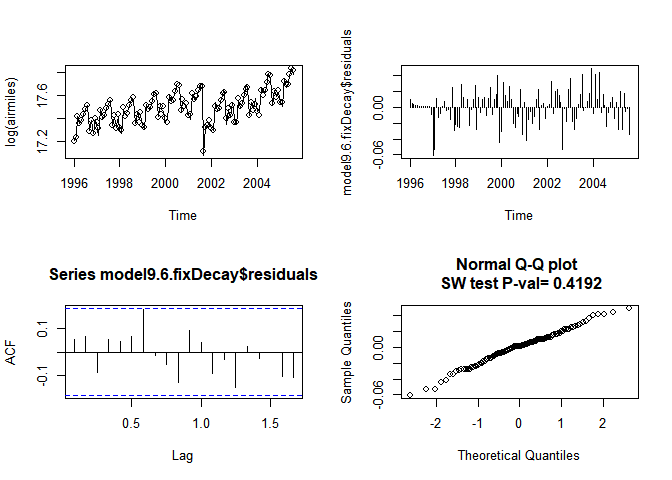 log(airmiles)
17.2 17.6
1996 1998 2000 2002 2004
Time
model9.6.fixDecay$residuals
-0.06 0.00
1996 1998 2000 2002 2004
Time
Series model9.6.fixDecay$residuals
ACF
-0.1 0.1
0.5 1.0 1.5
Lag
Normal Q-Q plot
SW test P-val= 0.4192
Sample Quantiles
-0.06 0.00
-2 -1 0 1 2
Theoretical Quantiles